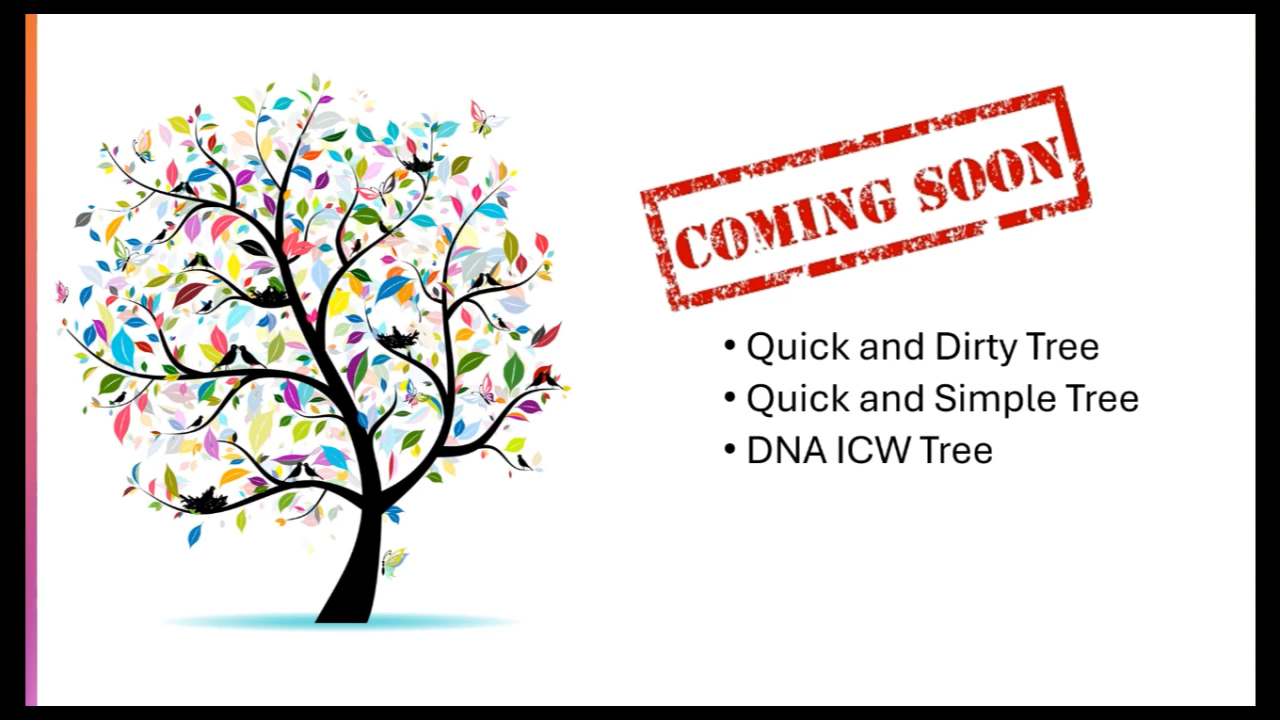 COMING SOON
• Quick and Dirty Tree
• Quick and Simple Tree
• DNA ICW Tree